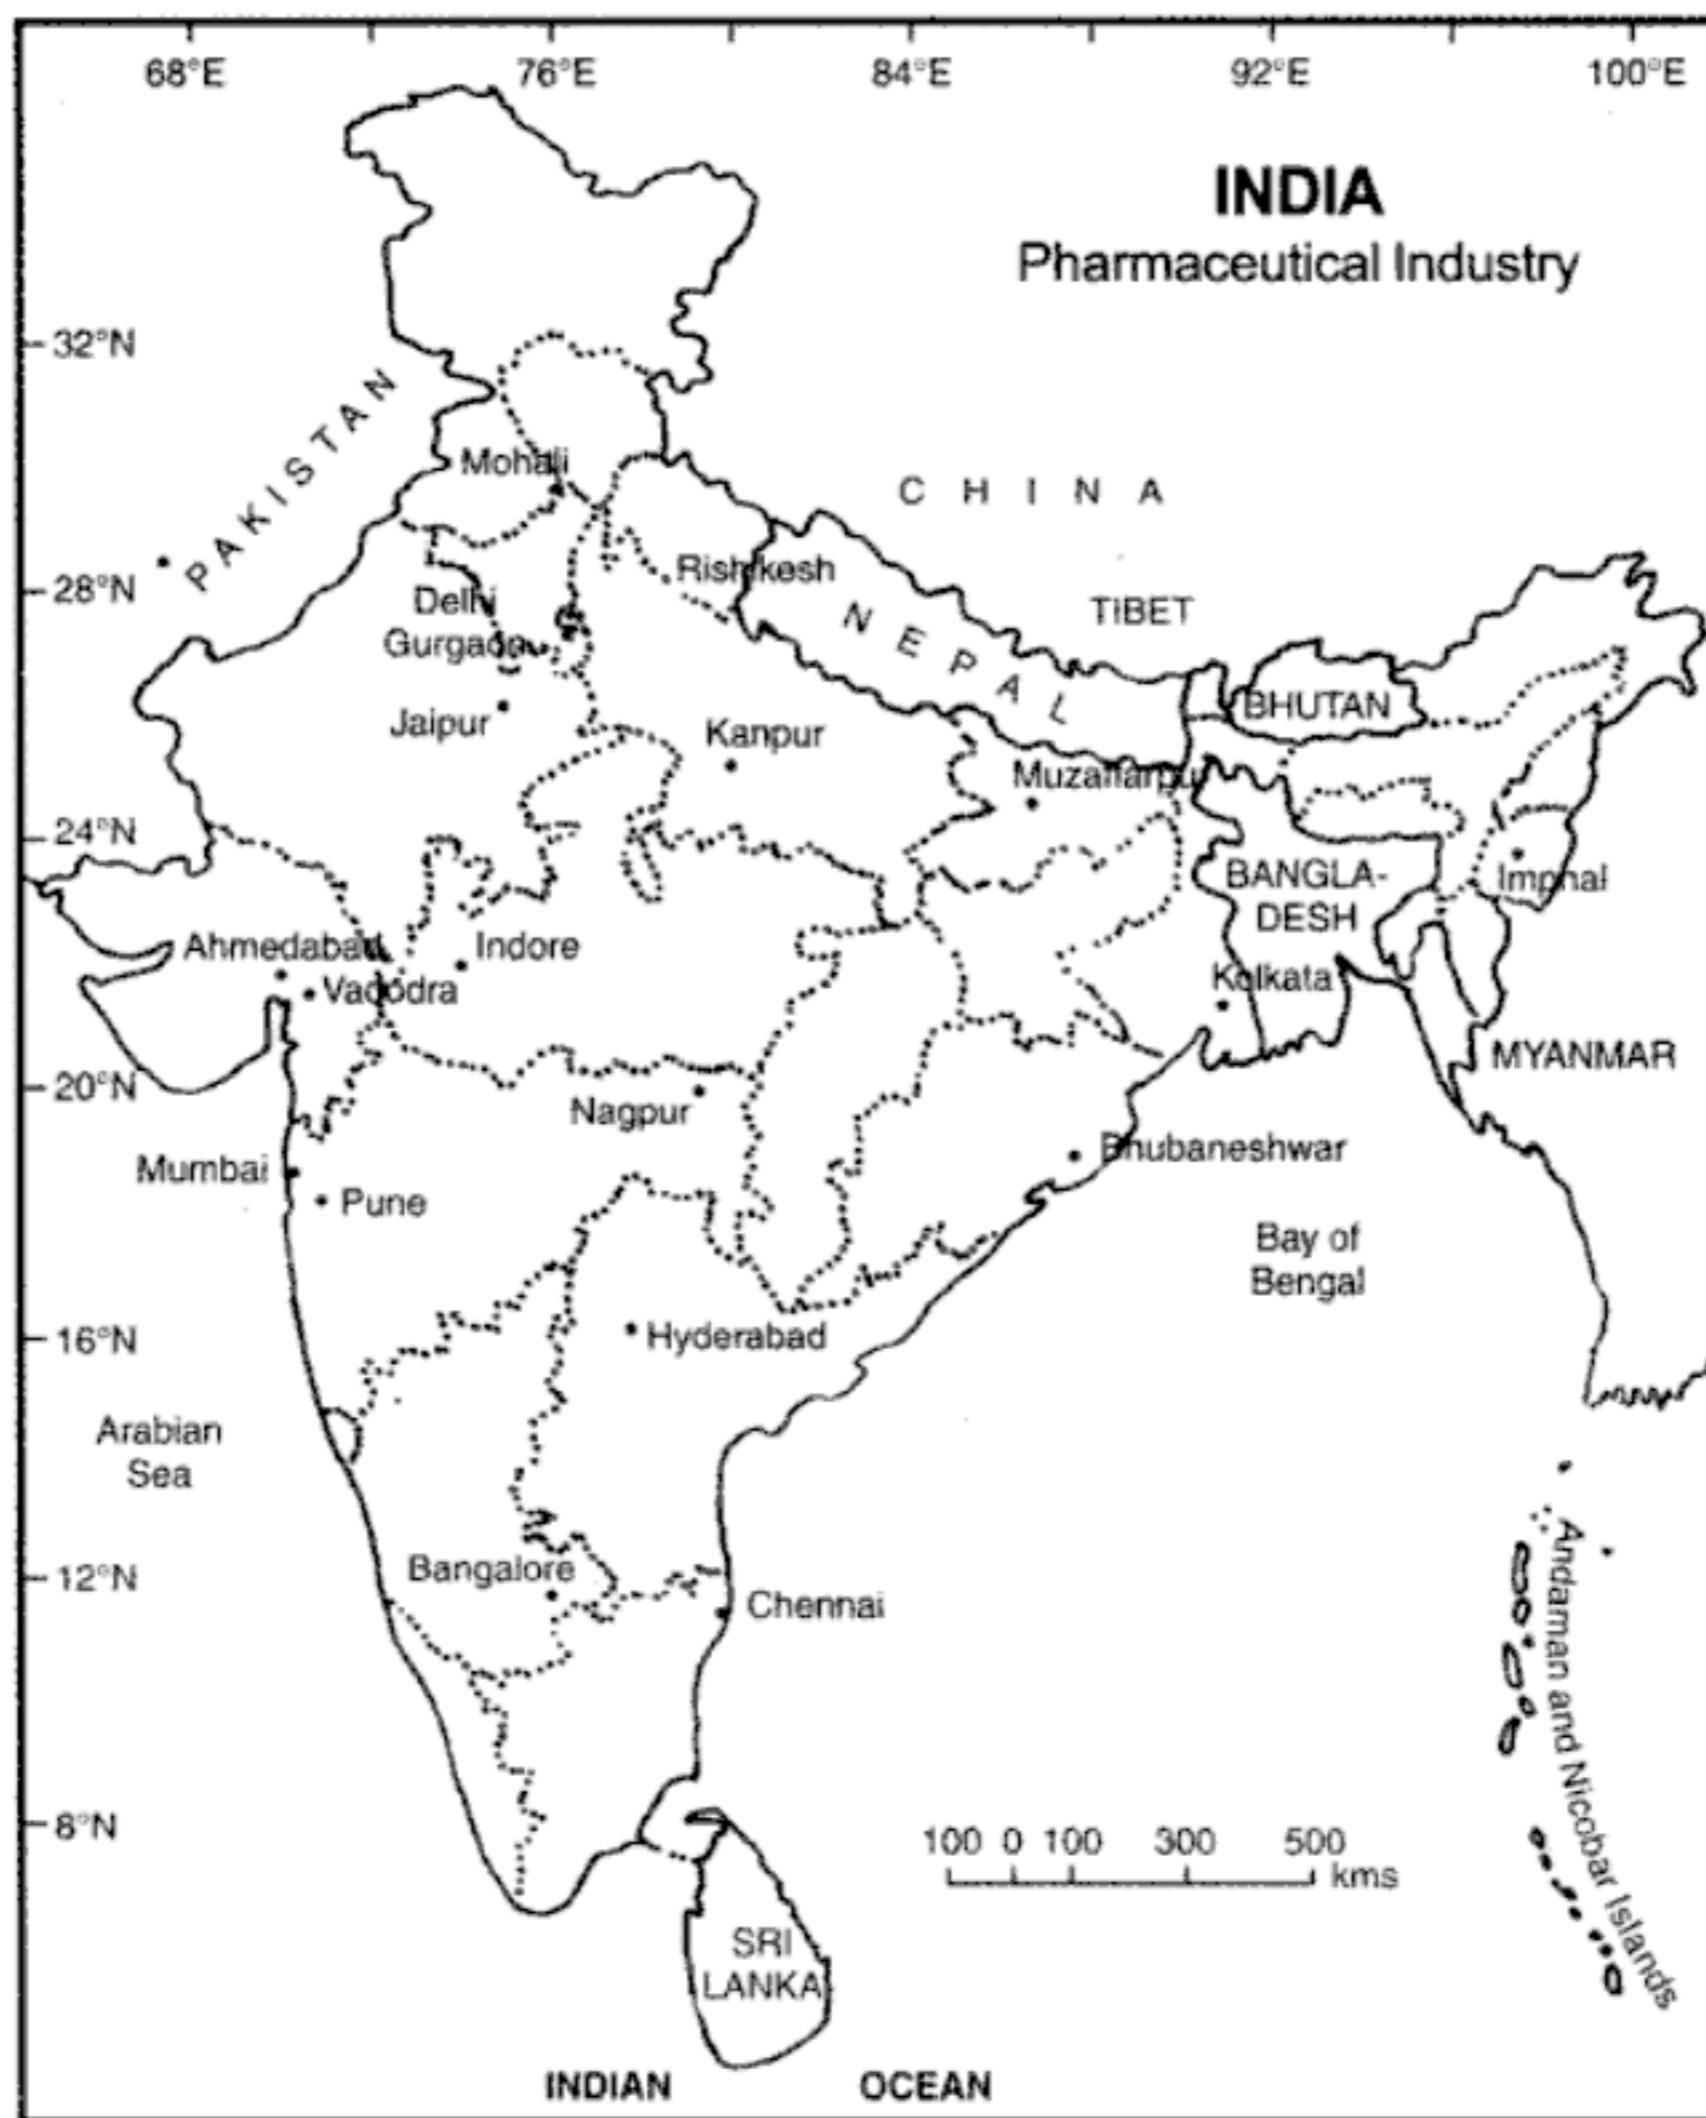 68°E 76°E 84°E 92°E 100°E
INDIA
Pharmaceutical Industry
32°N
PAKISTAN
Mohali
CHINA
28°N
Rishikesh
Delhi
NEPAL
TIBET
Gurgaon
BHUTAN
Jaipur
Kanpur
Muzaffarpur
24°N
BANGLA-
DESH
Imphal
Ahmedabad
Indore
Vadodra
Kolkata
MYANMAR
20°N
Nagpur
Bhubaneshwar
Mumbai
Pune
Bay of
Bengal
16°N
Hyderabad
Arabian
Sea
12°N
Bangalore
Chennai
Andaman and Nicobar Islands
8°N
100 0 100 300 500
kms
SRI
LANKA
INDIAN OCEAN